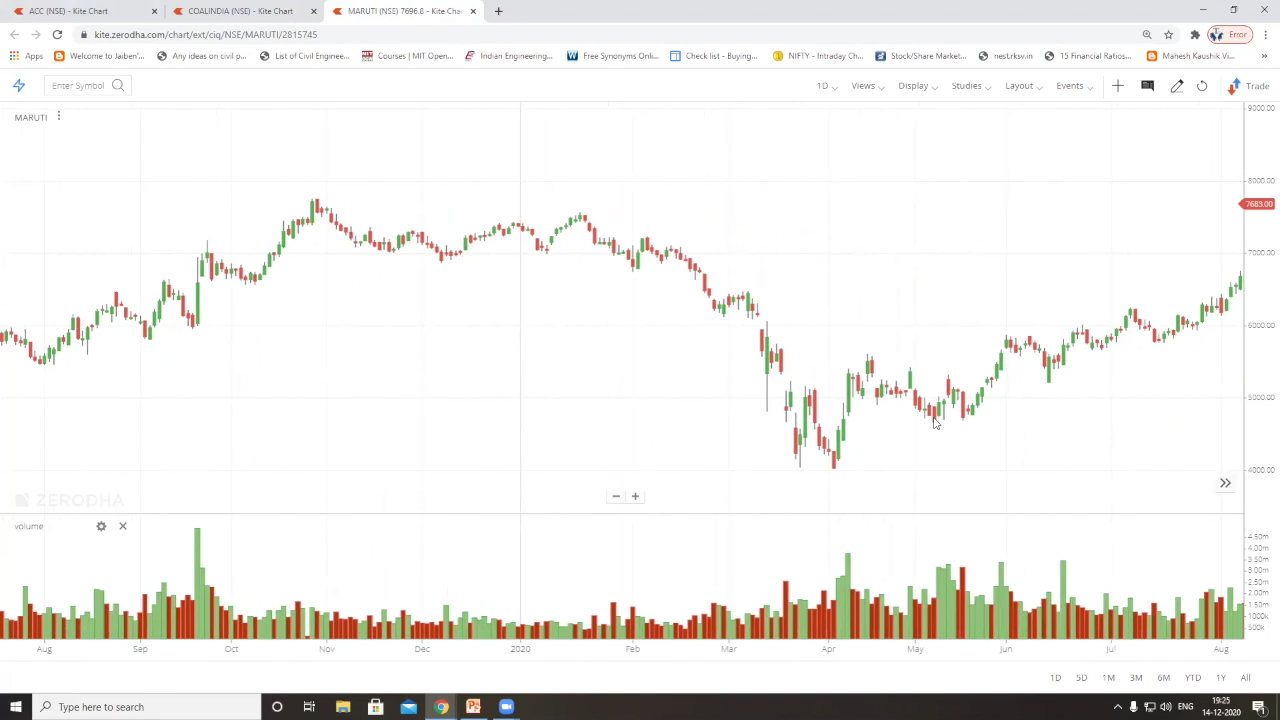 ACC (NSE) - Kite Chart
COALINDIA (NSE) - Kite Chart
MARUTI (NSE) 7696.8 - Kite Cha
kite.zerodha.com/chart/ext/ciq/NSE/MARUTI/2815745
Error
Apps
Welcome to Jaiben'...
Any ideas on civil p...
List of Civil Enginee...
Courses | MIT Open...
Indian Engineering...
Free Synonyms Onli...
Check list - Buying...
NIFTY - Intraday Ch...
Stock/Share Market...
nest.rksv.in
15 Financial Ratios...
Mahesh Kaushik Vi...
Enter Symbol
1D
Views
Display
Studies
Layout
Events
Trade
MARUTI
9000.00
8000.00
7683.00
7000.00
6000.00
5000.00
4000.00
ZERODHA
volume
4.50m
4.00m
3.50m
3.00m
2.50m
2.00m
1.50m
1000k
500k
Aug Sep Oct Nov Dec 2020 Feb Mar Apr May Jun Jul Aug
1D 5D 1M 3M 6M YTD 1Y All
Type here to search
ENG
19:25
14-12-2020